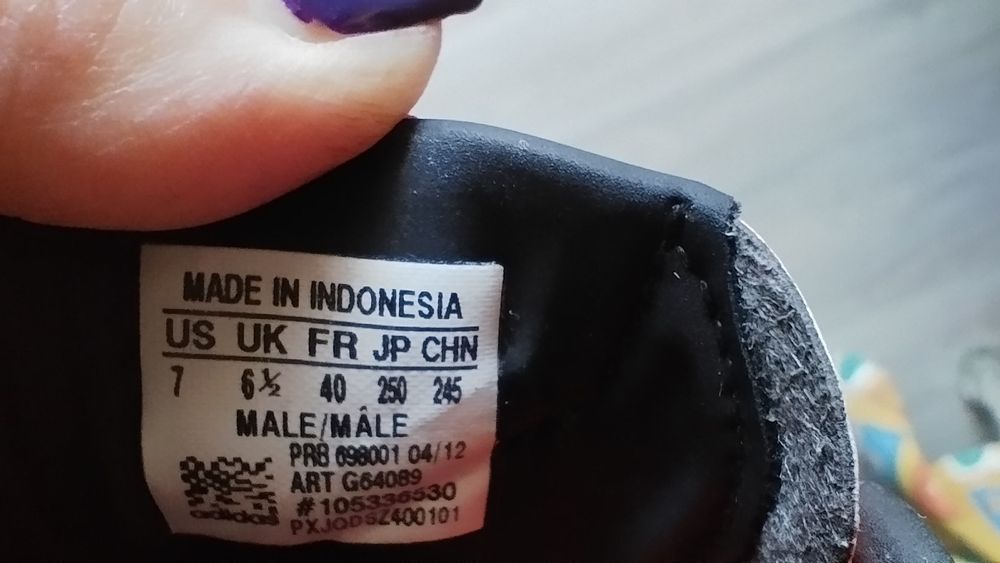 MADE IN INDONESIA
US UK FR JP CHN
7 6½ 40 250 245
MALE/MÂLE
PRB 698001 04/12
ART G64089
#105336530
PXJODSZ400101
adidas